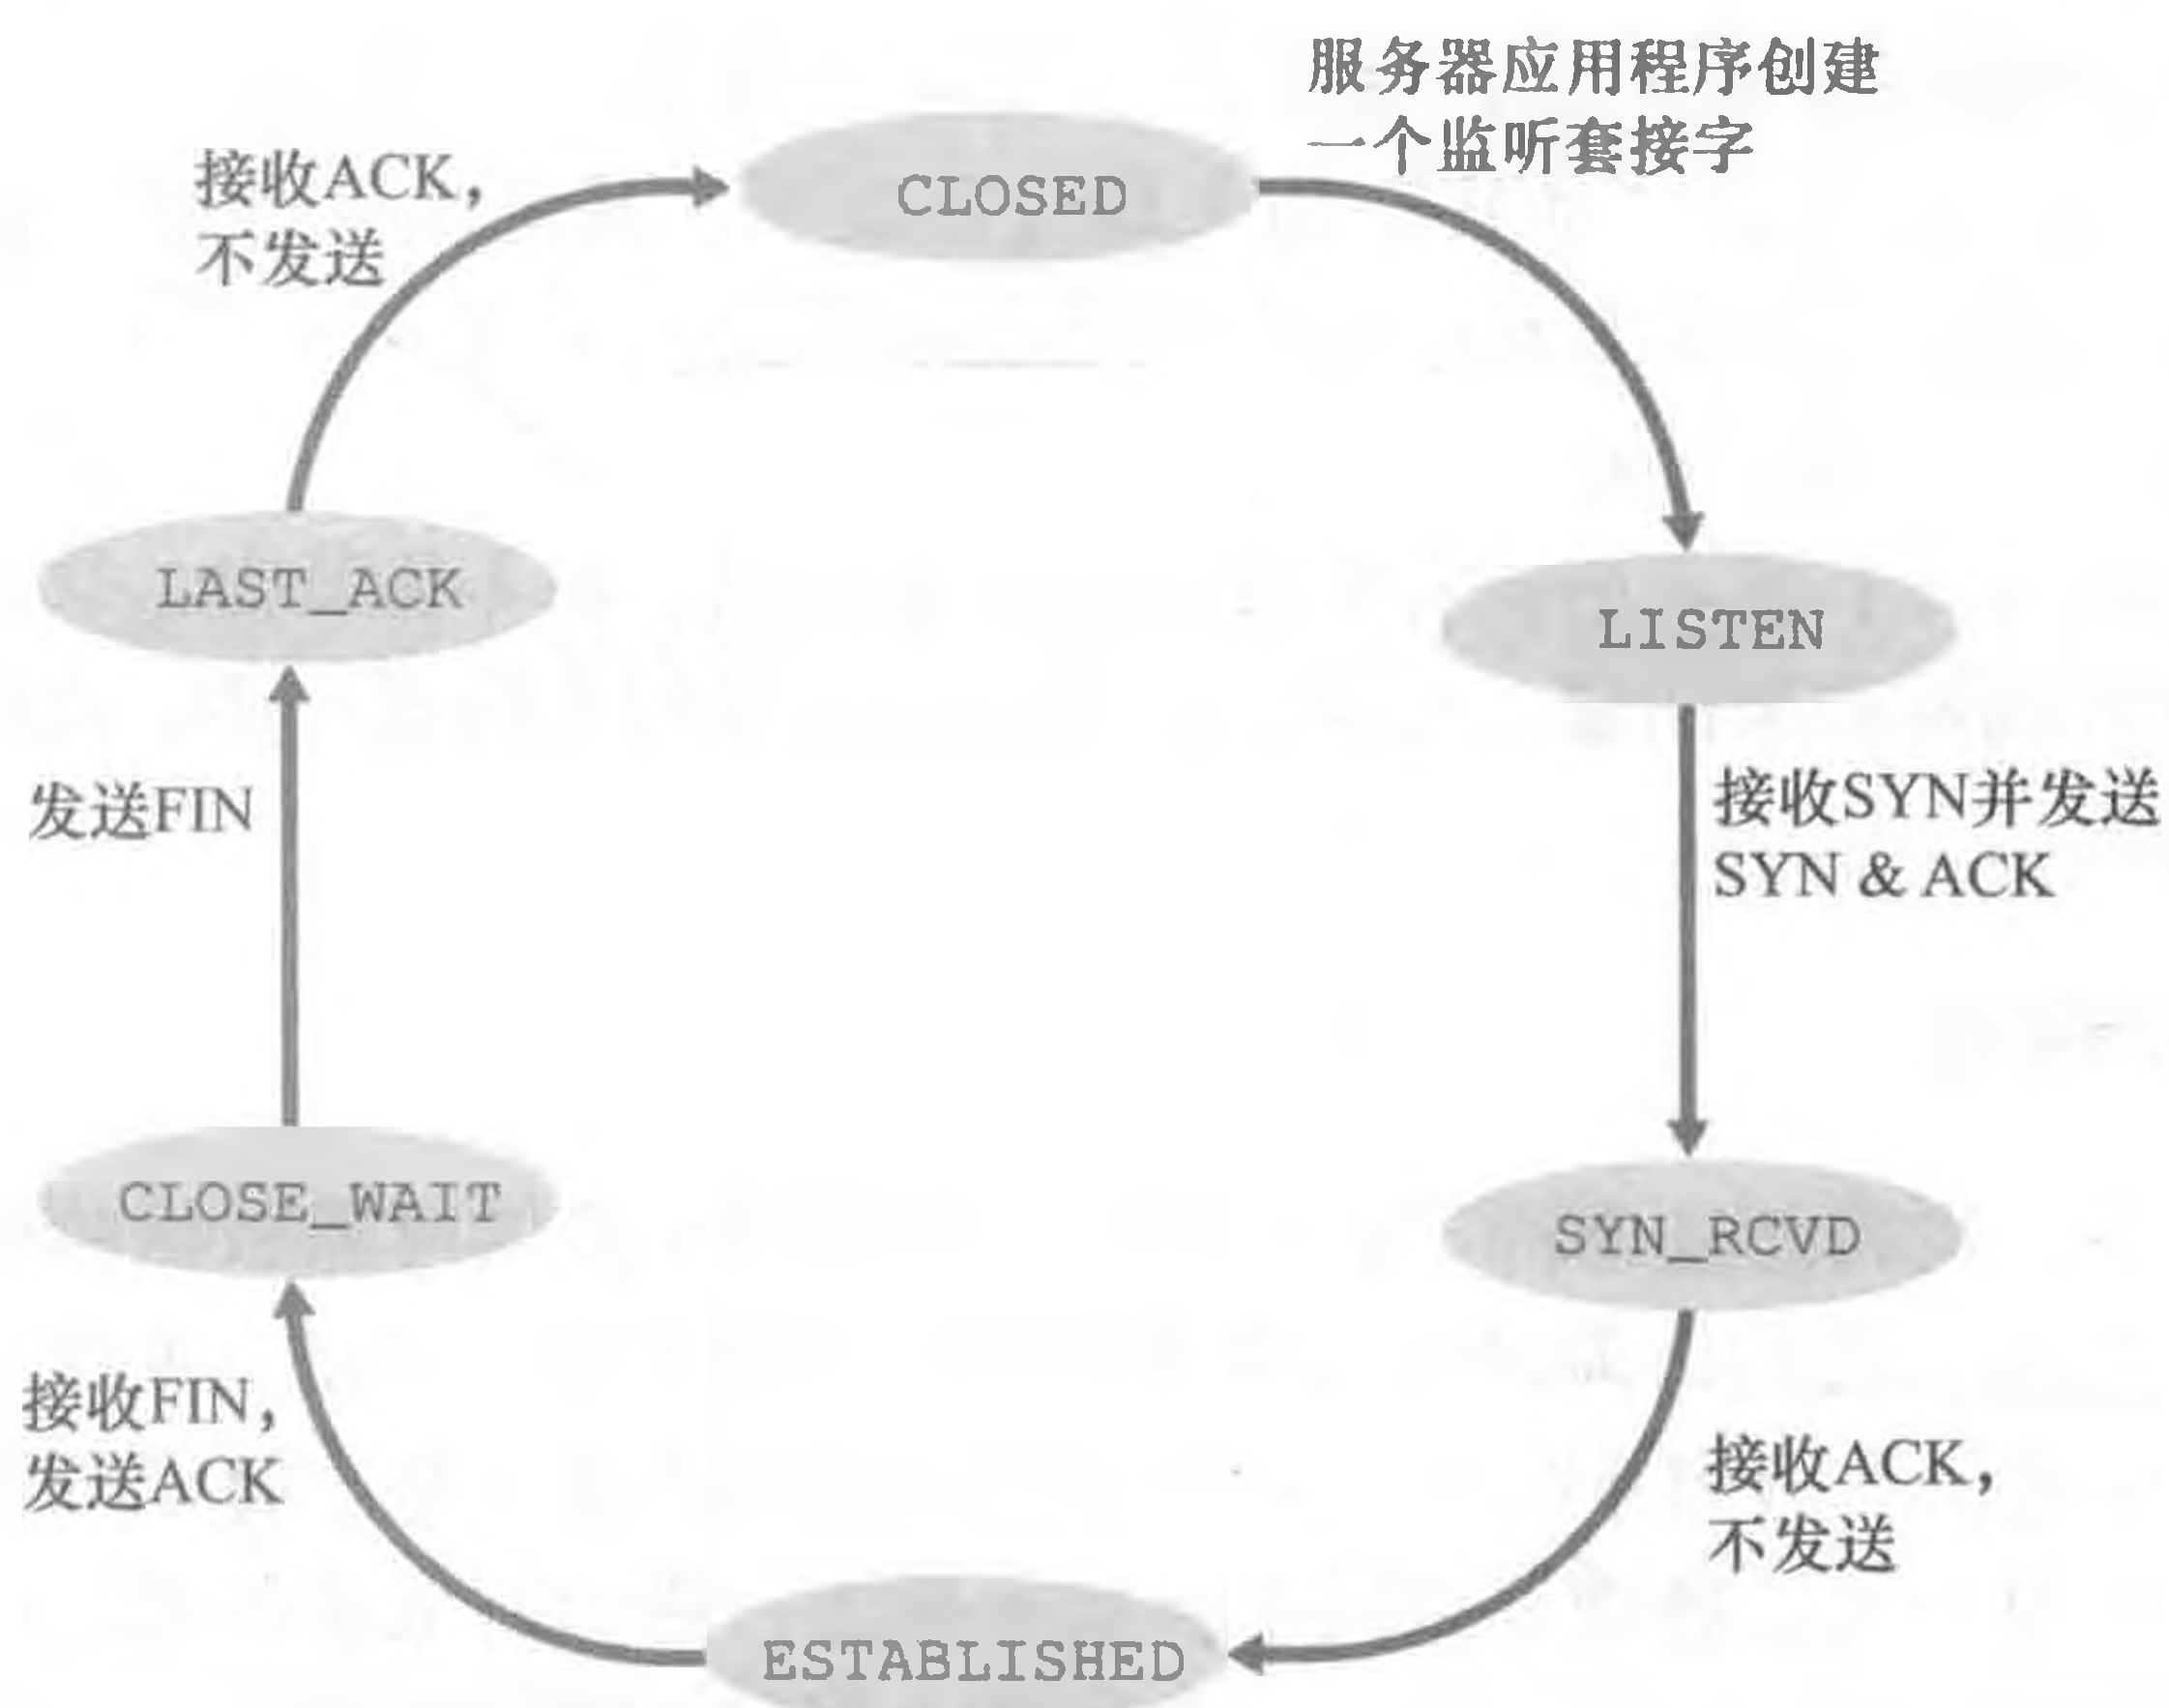 服务器应用程序创建
一个监听套接字
接收ACK，
不发送
CLOSED
LAST_ACK
LISTEN
发送FIN
接收SYN并发送
SYN & ACK
CLOSE_WAIT
SYN_RCVD
接收FIN，
发送ACK
接收ACK，
不发送
ESTABLISHED